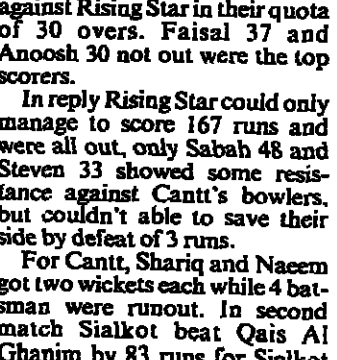 against Rising Star in their quota
of 30 overs. Faisal 37 and
Anoosh 30 not out were the top
scorers.
In reply Rising Star could only
manage to score 167 runs and
were all out, only Sabah 48 and
Steven 33 showed some resis-
tance against Cantt's bowlers,
but couldn't able to save their
side by defeat of 3 runs.
For Cantt, Shariq and Naeem
got two wickets each while 4 bat-
sman were runout. In second
match Sialkot beat Qais Al
Ghanim by 83 runs for Sialkot